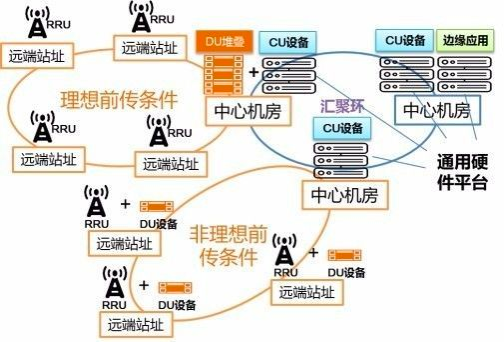 RRU
远端站址
RRU
远端站址
DU堆叠
CU设备
CU设备
边缘应用
理想前传条件
+
中心机房
中心机房
汇聚环
CU设备
RRU
远端站址
RRU
远端站址
通用硬
件平台
中心机房
RRU
+
DU设备
远端站址
非理想前
传条件
RRU
+
DU设备
远端站址
RRU
+
DU设备
远端站址